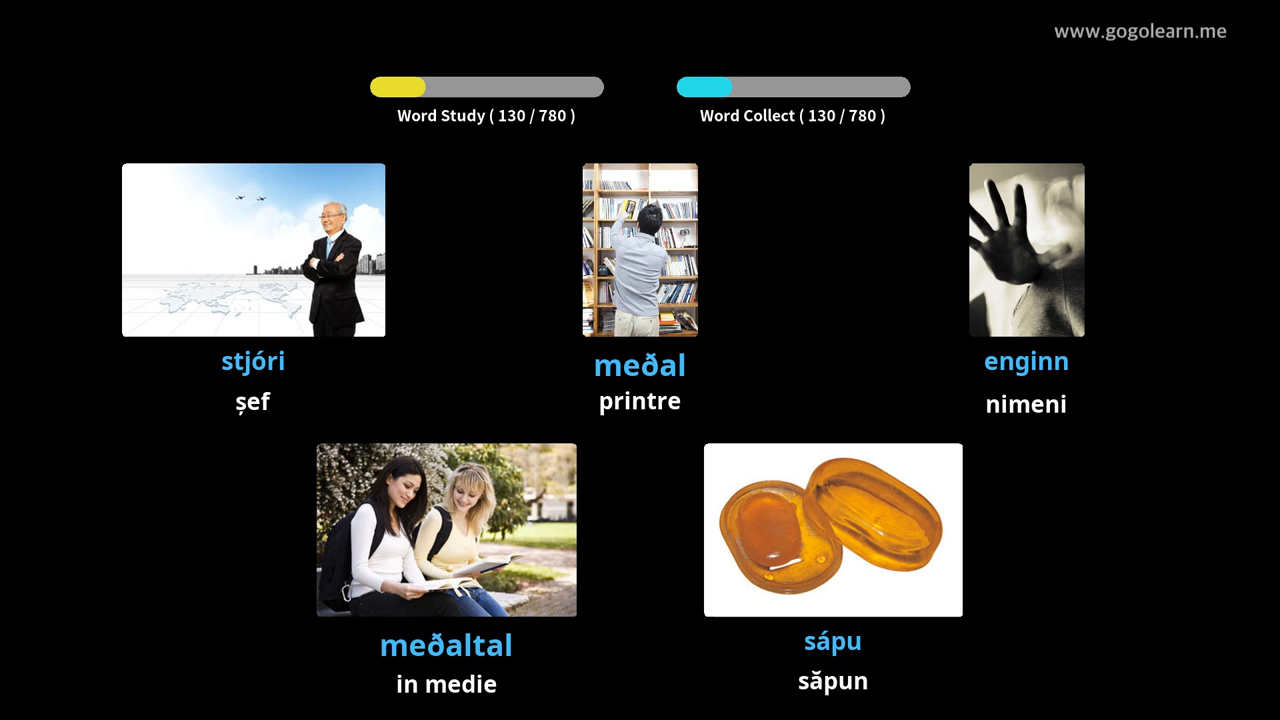 www.gogolearn.me
Word Study ( 130 / 780 )
Word Collect ( 130 / 780 )
stjóri
meðal
enginn
șef
printre
nimeni
meðaltal
sápu
in medie
săpun